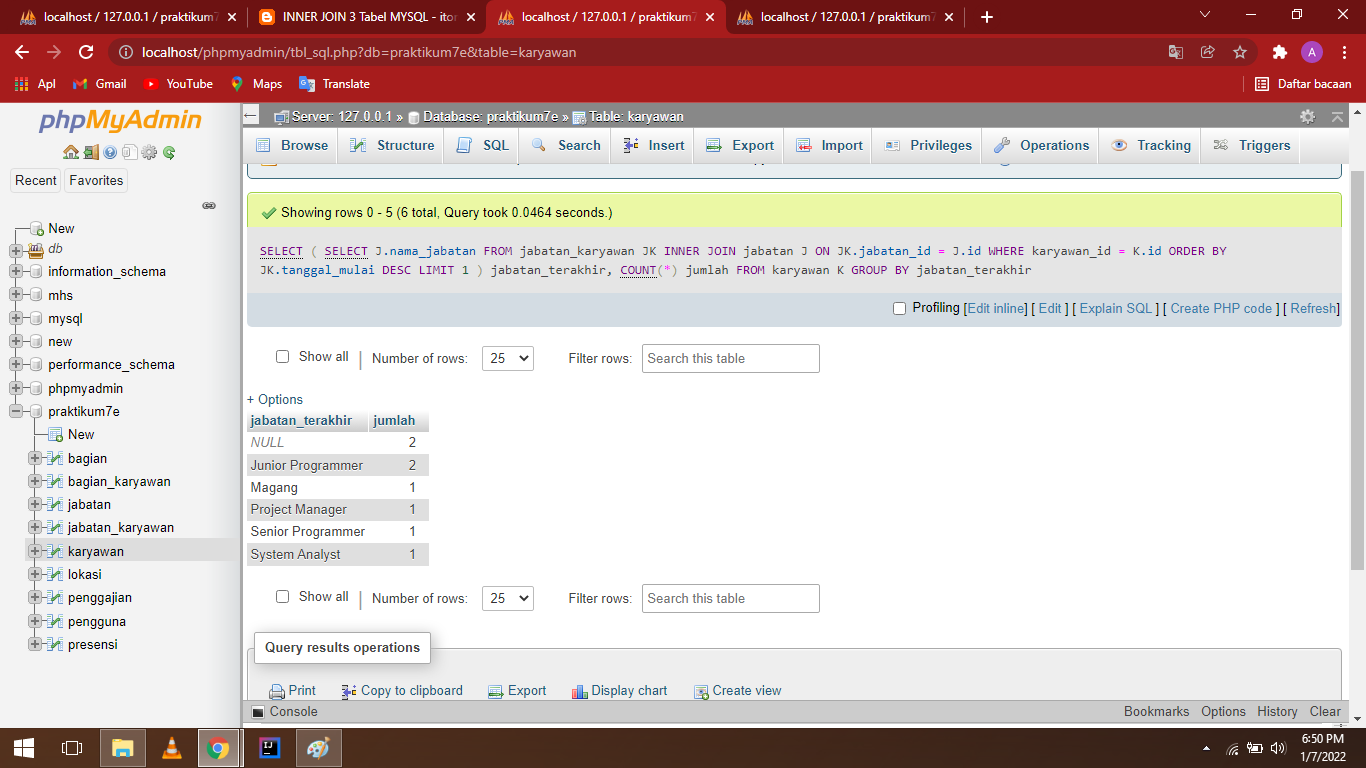 localhost / 127.0.0.1 / praktikum7
INNER JOIN 3 Tabel MYSQL - itor
localhost / 127.0.0.1 / praktikum7
localhost / 127.0.0.1 / praktikum7
localhost/phpmyadmin/tbl_sql.php?db=praktikum7e&table=karyawan
A
Apl
Gmail
YouTube
Maps
Translate
Daftar bacaan
phpMyAdmin
Recent
Favorites
New
db
information_schema
mhs
mysql
new
performance_schema
phpmyadmin
praktikum7e
New
bagian
bagian_karyawan
jabatan
jabatan_karyawan
karyawan
lokasi
penggajian
pengguna
presensi
Server: 127.0.0.1 » Database: praktikum7e » Table: karyawan
Browse
Structure
SQL
Search
Insert
Export
Import
Privileges
Operations
Tracking
Triggers
Showing rows 0 - 5 (6 total, Query took 0.0464 seconds.)
SELECT ( SELECT J.nama_jabatan FROM jabatan_karyawan JK INNER JOIN jabatan J ON JK.jabatan_id = J.id WHERE karyawan_id = K.id ORDER BY
JK.tanggal_mulai DESC LIMIT 1 ) jabatan_terakhir, COUNT(*) jumlah FROM karyawan K GROUP BY jabatan_terakhir
Profiling [Edit inline] [ Edit ] [ Explain SQL ] [ Create PHP code ] [ Refresh]
Show all | Number of rows: 25 Filter rows: Search this table
+ Options
jabatan_terakhir jumlah
NULL 2
Junior Programmer 2
Magang 1
Project Manager 1
Senior Programmer 1
System Analyst 1
Show all | Number of rows: 25 Filter rows: Search this table
Query results operations
Print
Copy to clipboard
Export
Display chart
Create view
Console
Bookmarks Options History Clear
6:50 PM
1/7/2022